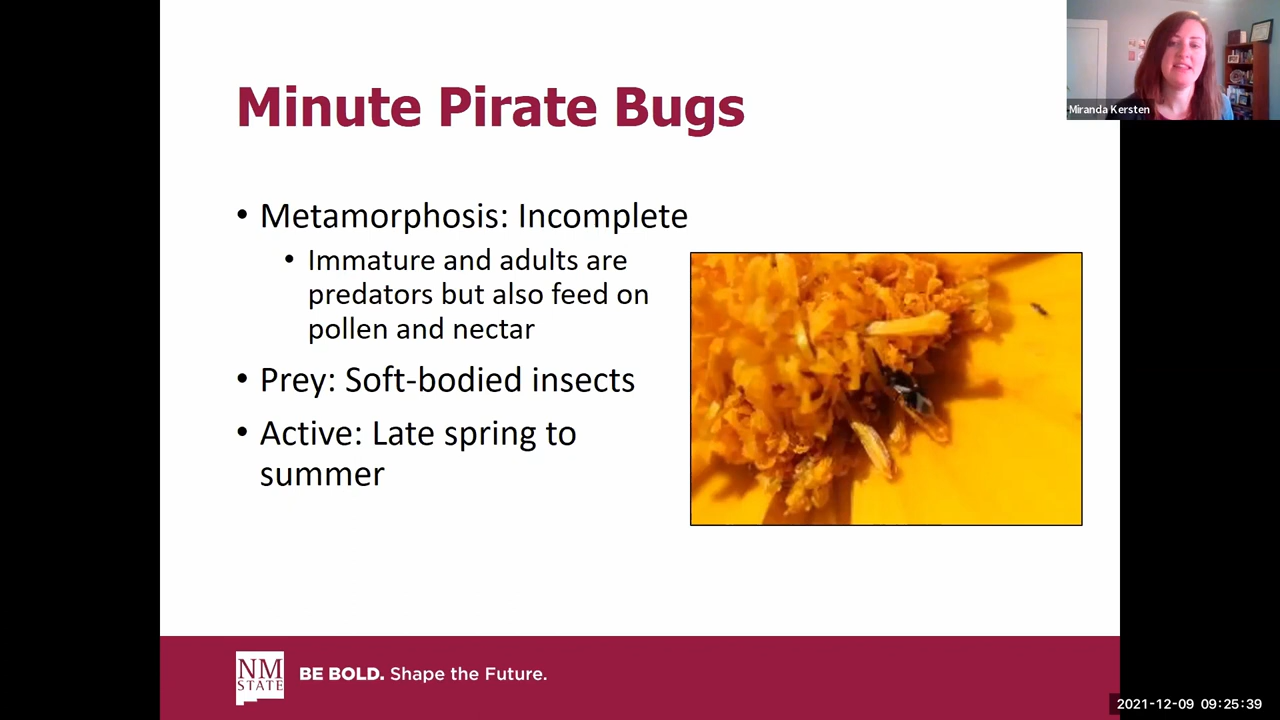 Minute Pirate Bugs
Miranda Kersten
• Metamorphosis: Incomplete
• Immature and adults are
predators but also feed on
pollen and nectar
• Prey: Soft-bodied insects
• Active: Late spring to
summer
NM
STATE
BE BOLD. Shape the Future.
2021-12-09 09:25:39